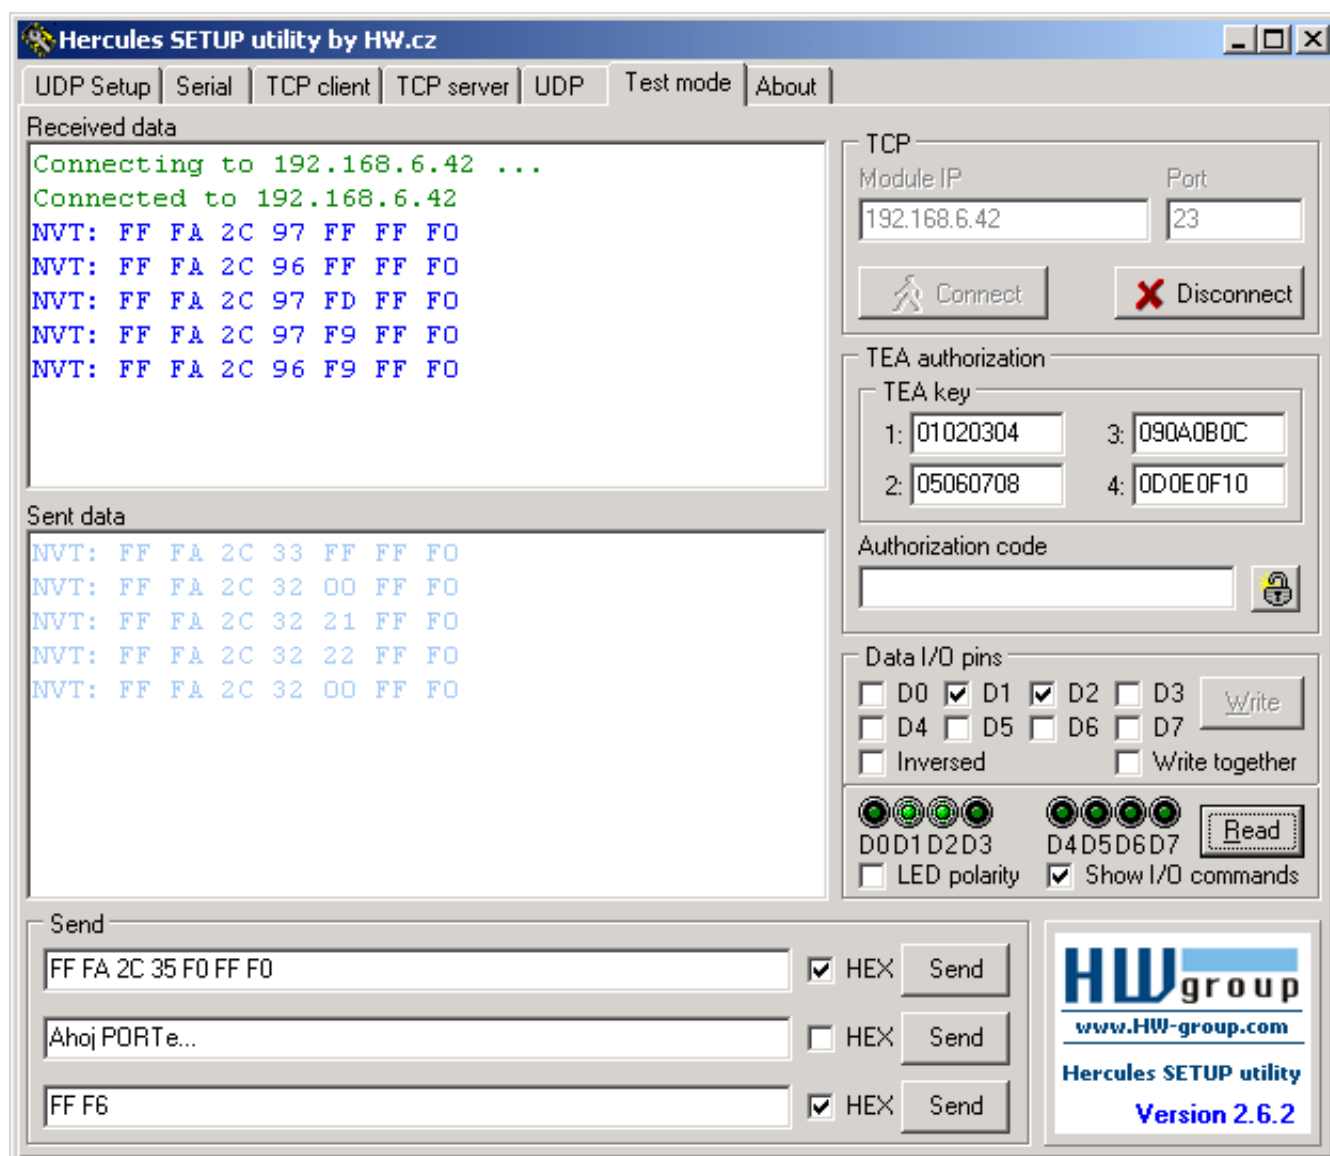 Hercules SETUP utility by HW.cz
UDP Setup Serial TCP client TCP server UDP Test mode About
Received data
Connecting to 192.168.6.42 ...
Connected to 192.168.6.42
NVT: FF FA 2C 97 FF FF F0
NVT: FF FA 2C 96 FF FF F0
NVT: FF FA 2C 97 FD FF F0
NVT: FF FA 2C 97 F9 FF F0
NVT: FF FA 2C 96 F9 FF F0
Sent data
NVT: FF FA 2C 33 FF FF F0
NVT: FF FA 2C 32 00 FF F0
NVT: FF FA 2C 32 21 FF F0
NVT: FF FA 2C 32 22 FF F0
NVT: FF FA 2C 32 00 FF F0
TCP
Module IP Port
192.168.6.42 23
Connect Disconnect
TEA authorization
TEA key
1: 01020304 3: 090A0B0C
2: 05060708 4: 0D0E0F10
Authorization code
Data I/O pins
D0 D1 D2 D3 Write
D4 D5 D6 D7
Inversed Write together
D0D1D2D3 D4D5D6D7 Read
LED polarity Show I/O commands
Send
FF FA 2C 35 F0 FF F0 HEX Send
Ahoj PORTe... HEX Send
FF F6 HEX Send
HW group
www.HW-group.com
Hercules SETUP utility
Version 2.6.2